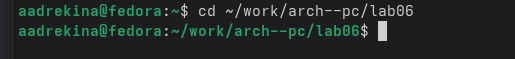 aadrekina@fedora:~$ cd ~/work/arch--pc/lab06
aadrekina@fedora:~/work/arch--pc/lab06$